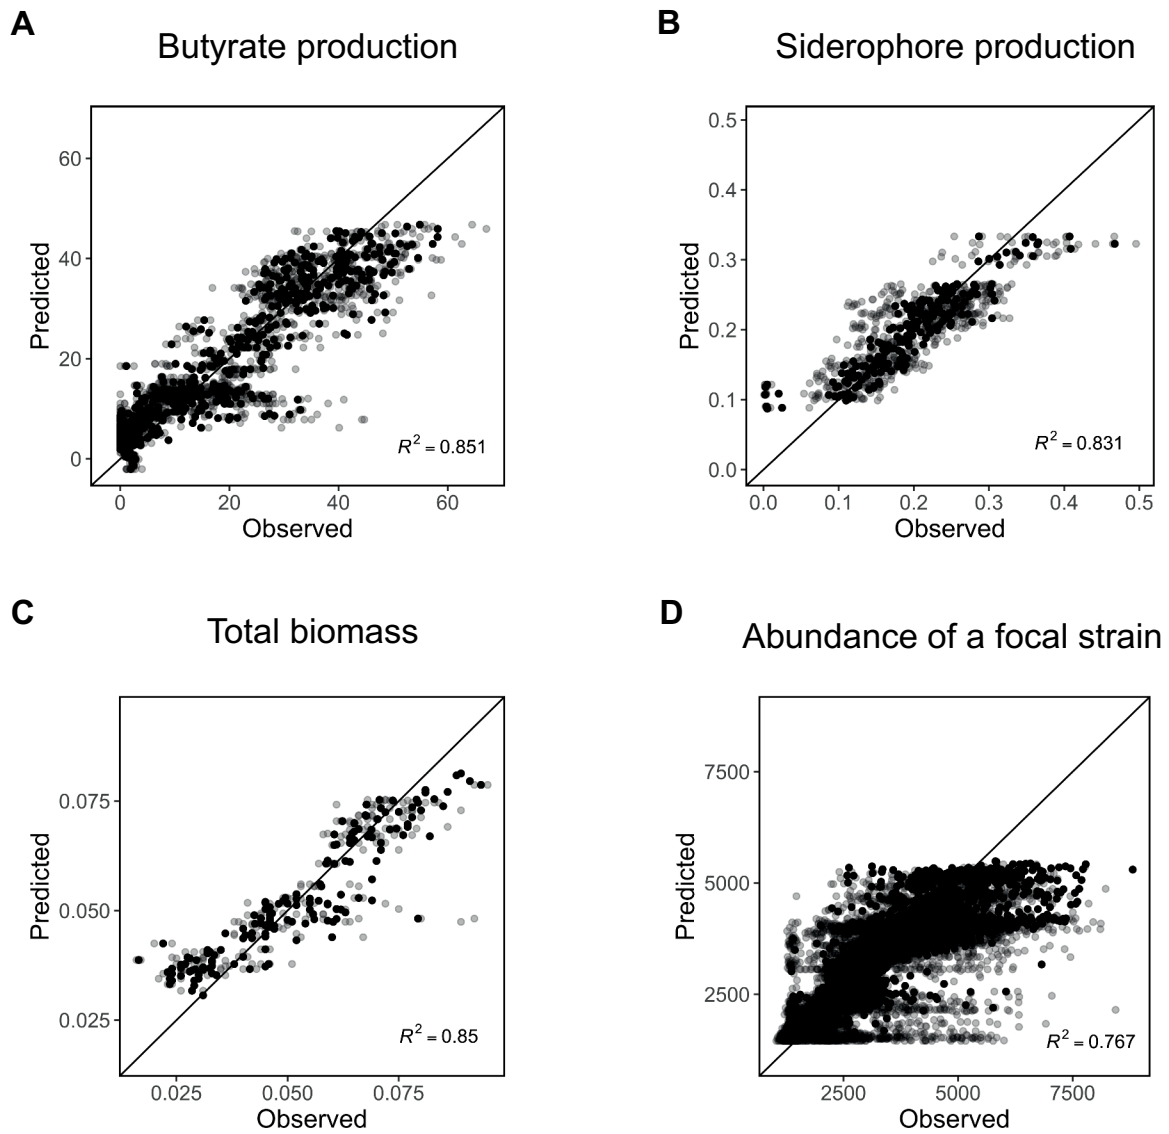 A
Butyrate production
60
40
20
0
Predicted
R² = 0.851
0 20 40 60
Observed
B
Siderophore production
0.5
0.4
0.3
0.2
0.1
0.0
Predicted
R² = 0.831
0.0 0.1 0.2 0.3 0.4 0.5
Observed
C
Total biomass
0.075
0.050
0.025
Predicted
R² = 0.85
0.025 0.050 0.075
Observed
D
Abundance of a focal strain
7500
5000
2500
Predicted
R² = 0.767
2500 5000 7500
Observed